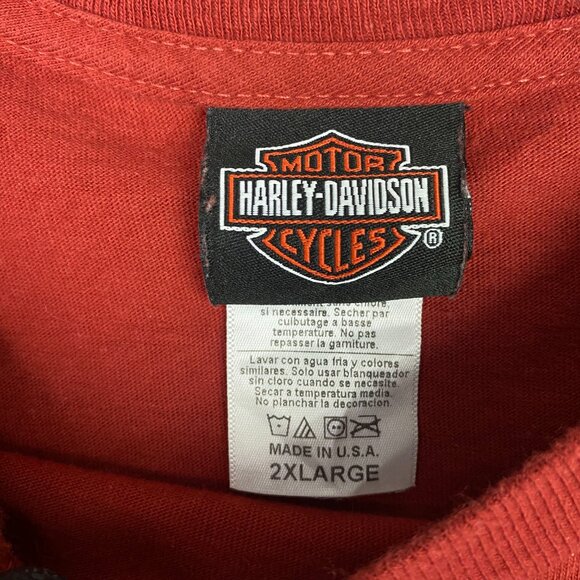 MOTOR
HARLEY-DAVIDSON
CYCLES
®
si necessaire. Secher par
culbutage a basse
temperature. No pas
repasser la garniture.
Lavar con agua fria y colores
similares. Solo usar blanqueador
sin cloro cuando se necesite.
Secar a temperatura media.
No planchar la decoracion.
MADE IN U.S.A.
2XLARGE